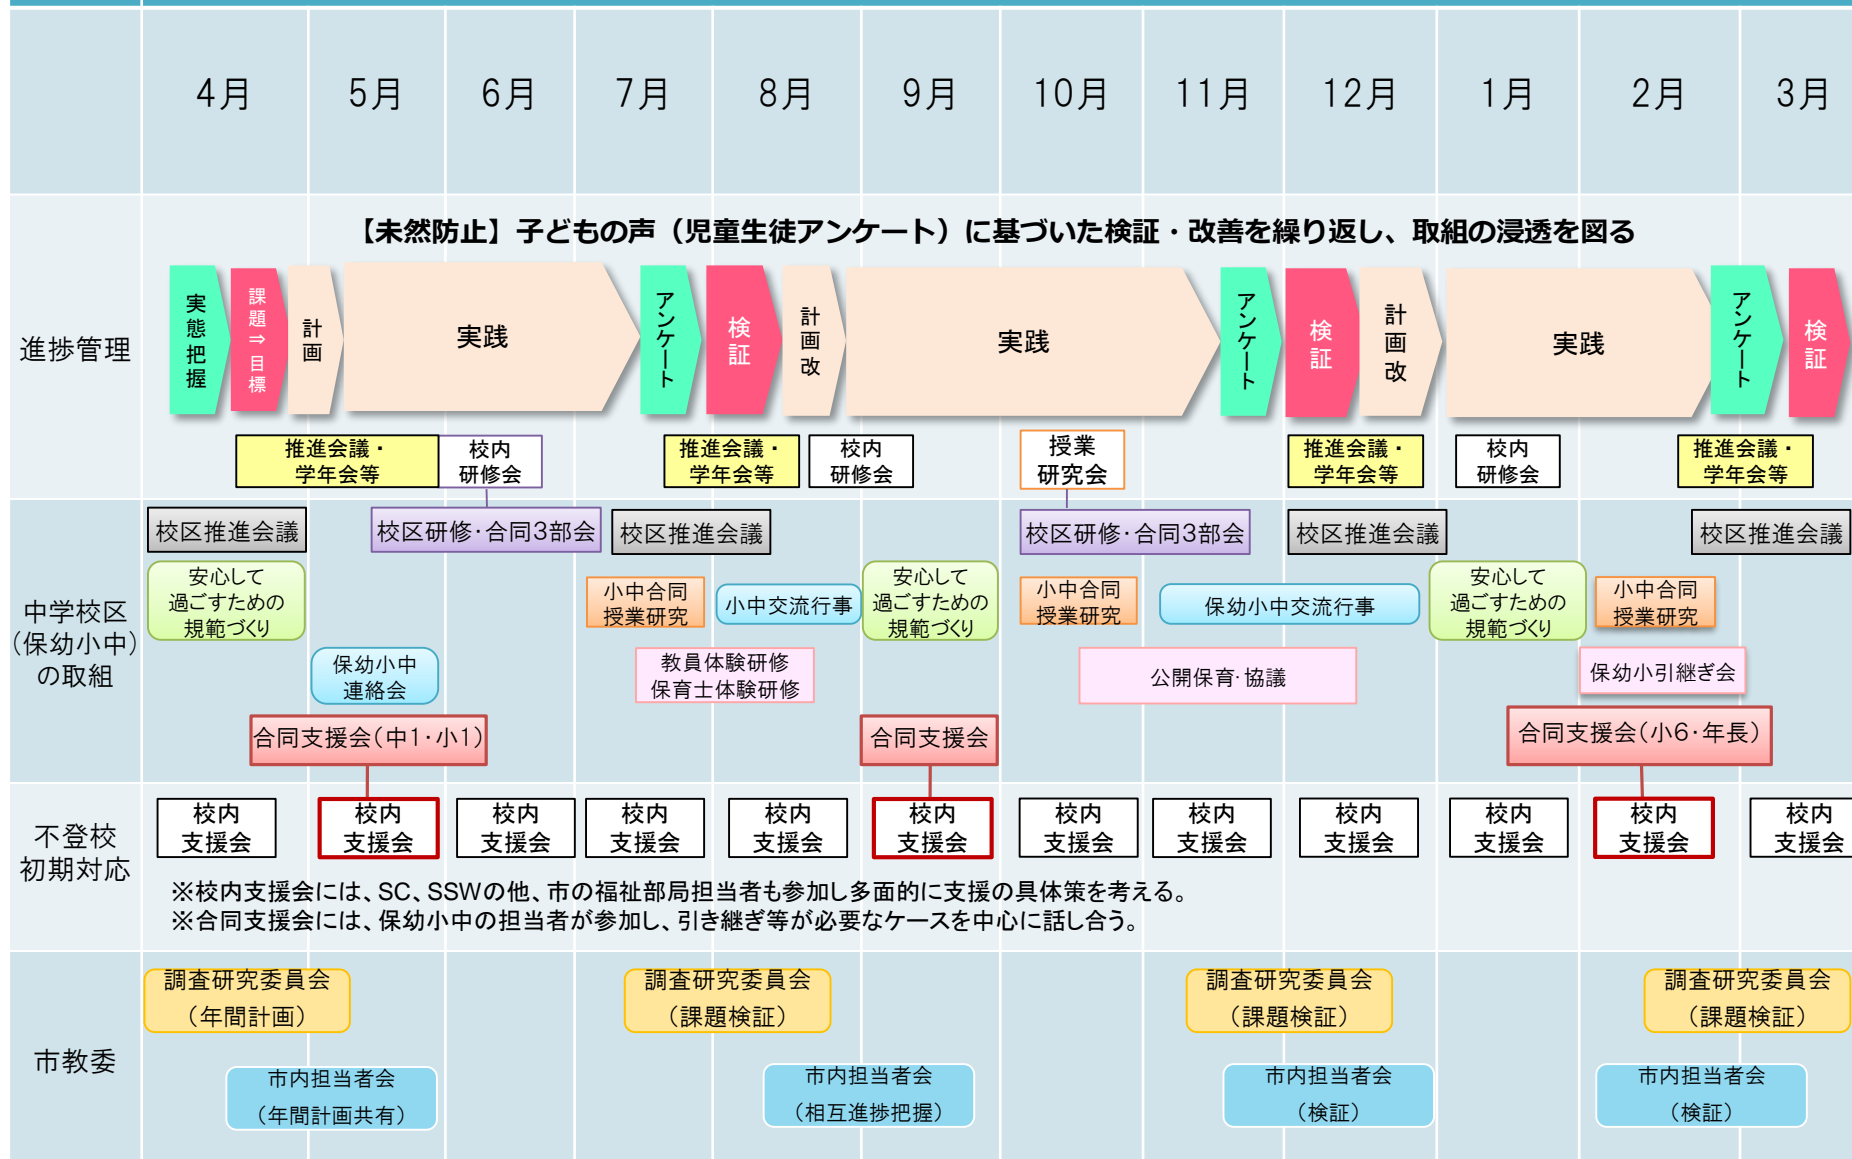 4月
5月
6月
7月
8月
9月
10月
11月
12月
1月
2月
3月
進捗管理
【未然防止】子どもの声（児童生徒アンケート）に基づいた検証・改善を繰り返し、取組の浸透を図る
実態把握
課題⇒目標
計画
実践
アンケート
検証
計画改
実践
アンケート
検証
計画改
実践
アンケート
検証
推進会議・
学年会等
校内
研修会
推進会議・
学年会等
校内
研修会
授業
研究会
推進会議・
学年会等
校内
研修会
推進会議・
学年会等
中学校区
（保幼小中）
の取組
校区推進会議
校区研修・合同3部会
校区推進会議
校区研修・合同3部会
校区推進会議
校区推進会議
安心して
過ごすための
規範づくり
小中合同
授業研究
小中交流行事
安心して
過ごすための
規範づくり
小中合同
授業研究
保幼小中交流行事
安心して
過ごすための
規範づくり
小中合同
授業研究
保幼小中
連絡会
教員体験研修
保育士体験研修
公開保育・協議
保幼小引継ぎ会
合同支援会（中1・小1）
合同支援会
合同支援会（小6・年長）
不登校
初期対応
校内
支援会
校内
支援会
校内
支援会
校内
支援会
校内
支援会
校内
支援会
校内
支援会
校内
支援会
校内
支援会
校内
支援会
校内
支援会
校内
支援会
※校内支援会には、SC、SSWの他、市の福祉部局担当者も参加し多面的に支援の具体策を考える。
※合同支援会には、保幼小中の担当者が参加し、引き継ぎ等が必要なケースを中心に話し合う。
市教委
調査研究委員会
（年間計画）
調査研究委員会
（課題検証）
調査研究委員会
（課題検証）
調査研究委員会
（課題検証）
市内担当者会
（年間計画共有）
市内担当者会
（相互進捗把握）
市内担当者会
（検証）
市内担当者会
（検証）